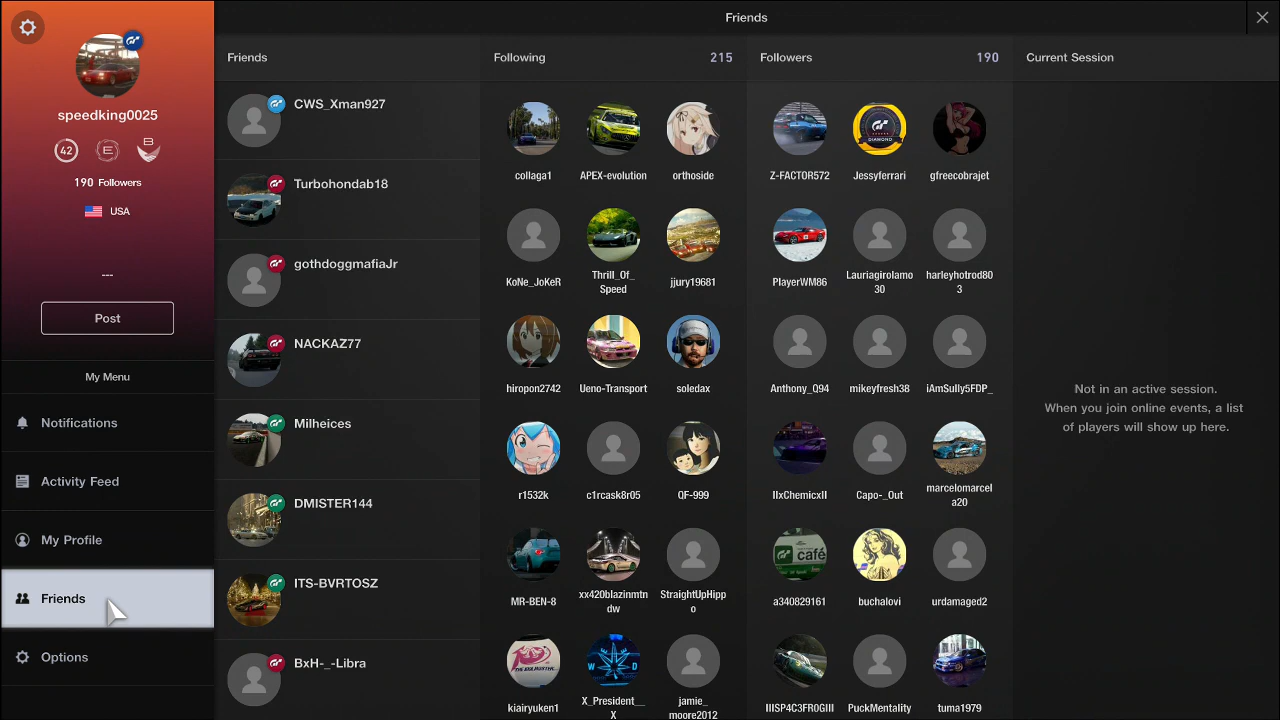 Friends
speedking0025
42
E
B
190 Followers
USA
---
Post
My Menu
Notifications
Activity Feed
My Profile
Friends
Options
Friends
CWS_Xman927
Turbohondab18
gothdoggmafiaJr
NACKAZ77
Milheices
DMISTER144
ITS-BVRTOSZ
BxH-_-Libra
Following 215
collaga1 APEX-evolution orthoside
KoNe_JoKeR Thrill_Of_ jjury19681
Speed
hiropon2742 Ueno-Transport soledax
r1532k c1rcask8r05 QF-999
MR-BEN-8 xx420blazinmtn StraightUpHipp
dw o
kiairyuken1 X_President__ jamie_
X moore2012
Followers 190
DIAMOND
Z-FACTOR572 Jessyferrari gfreecobrajet
PlayerWM86 Lauriagirolamo harleyhotrod80
30 3
Anthony_Q94 mikeyfresh38 iAmSully5FDP_
IIxChemicxII Capo-_Out marcelomarcel
a20
café
a340829161 buchalovi urdamaged2
IIISP4C3FR0GIII PuckMentality tuma1979
Current Session
Not in an active session.
When you join online events, a list
of players will show up here.